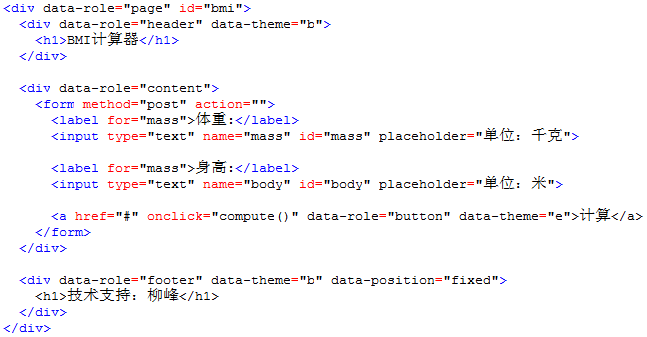 <div data-role="page" id="bmi">
<div data-role="header" data-theme="b">
<h1>BMI计算器</h1>
</div>
<div data-role="content">
<form method="post" action="">
<label for="mass">体重:</label>
<input type="text" name="mass" id="mass" placeholder="单位：千克">
<label for="mass">身高:</label>
<input type="text" name="body" id="body" placeholder="单位：米">
<a href="#" onclick="compute()" data-role="button" data-theme="e">计算</a>
</form>
</div>
<div data-role="footer" data-theme="b" data-position="fixed">
<h1>技术支持：柳峰</h1>
</div>
</div>